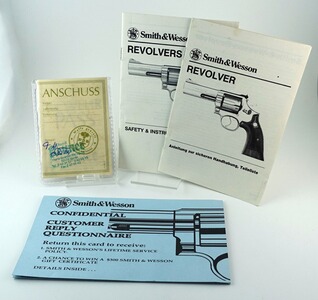 ANSCHUSS
Smith & Wesson
REVOLVERS
SAFETY & INSTR
Smith & Wesson
REVOLVER
Anleitung zur sicheren Handhabung, Teileliste
Smith & Wesson
CONFIDENTIAL
CUSTOMER
REPLY
QUESTIONNAIRE
Return this card to receive:
1. SMITH & WESSON'S LIFETIME SERVICE
POLICY
2. A CHANCE TO WIN A $500 SMITH & WESSON
GIFT CERTIFICATE
DETAILS INSIDE . . .